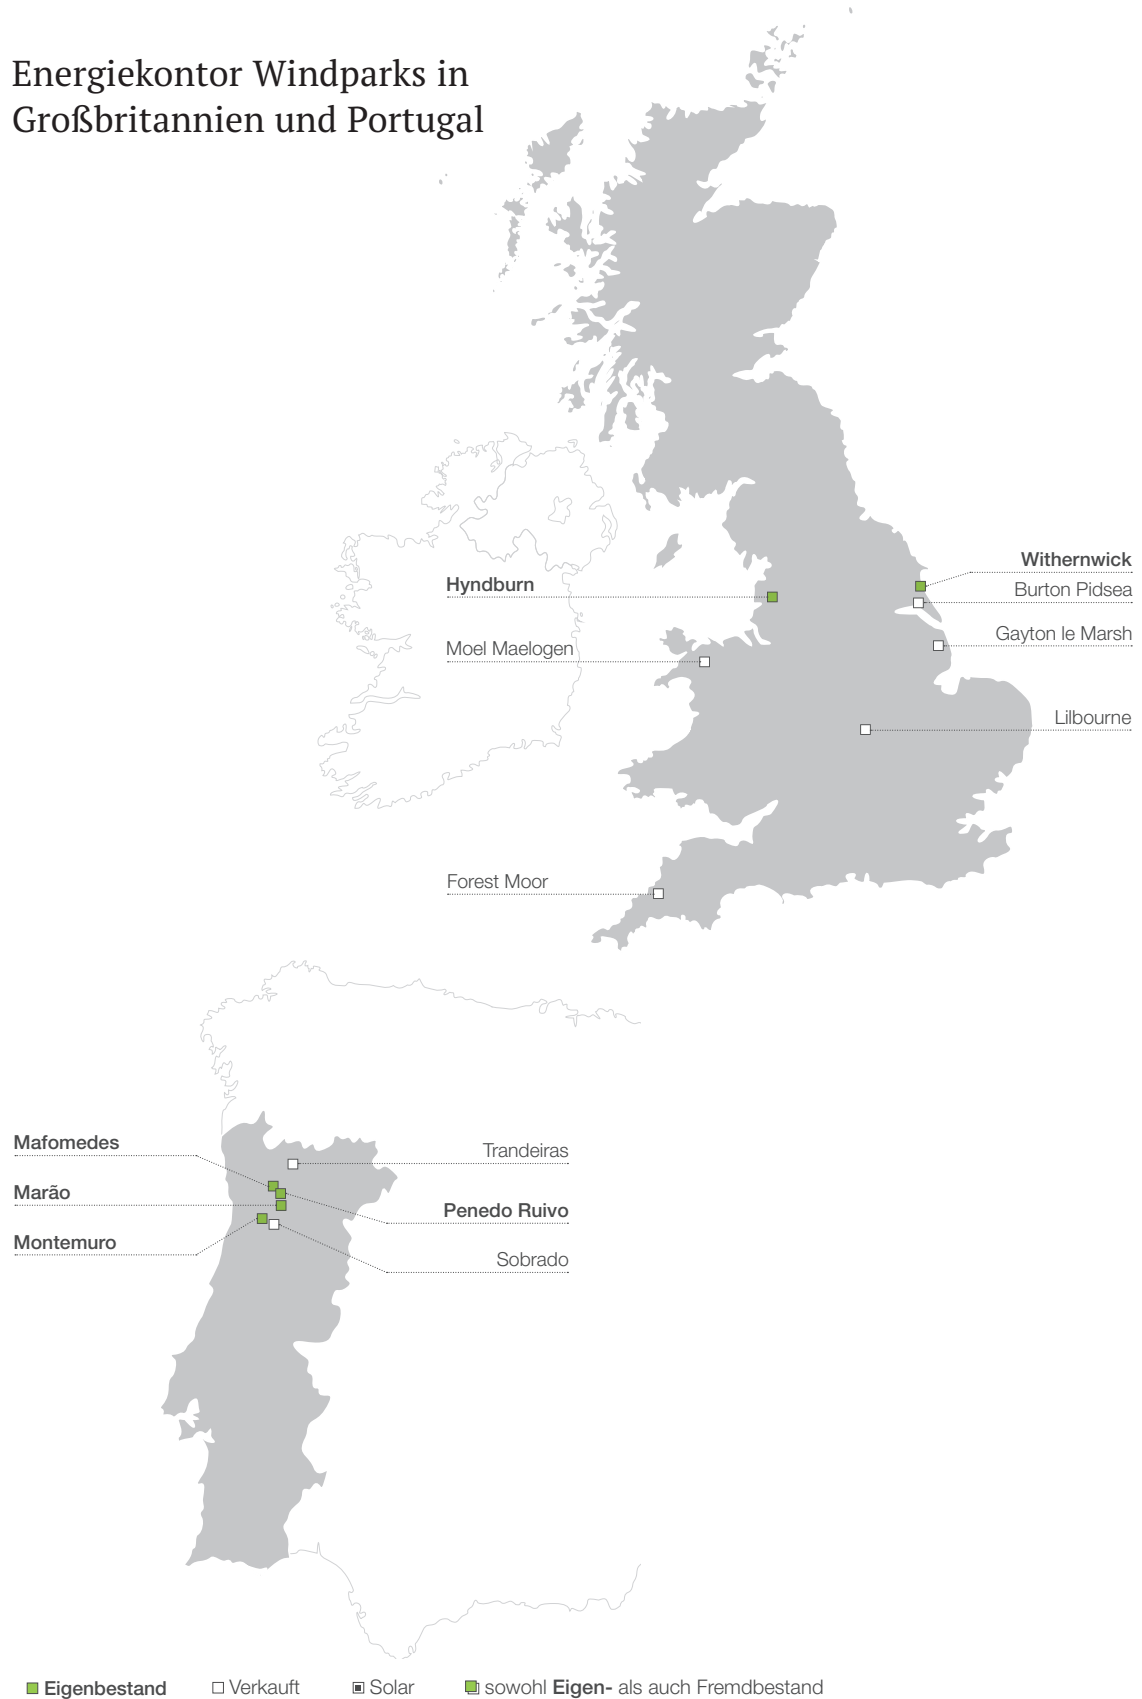 Energiekontor Windparks in
Großbritannien und Portugal
Withernwick
Hyndburn
Burton Pidsea
Gayton le Marsh
Moel Maelogen
Lilbourne
Forest Moor
Mafomedes
Trandeiras
Marão
Penedo Ruivo
Montemuro
Sobrado
Eigenbestand Verkauft Solar sowohl Eigen- als auch Fremdbestand